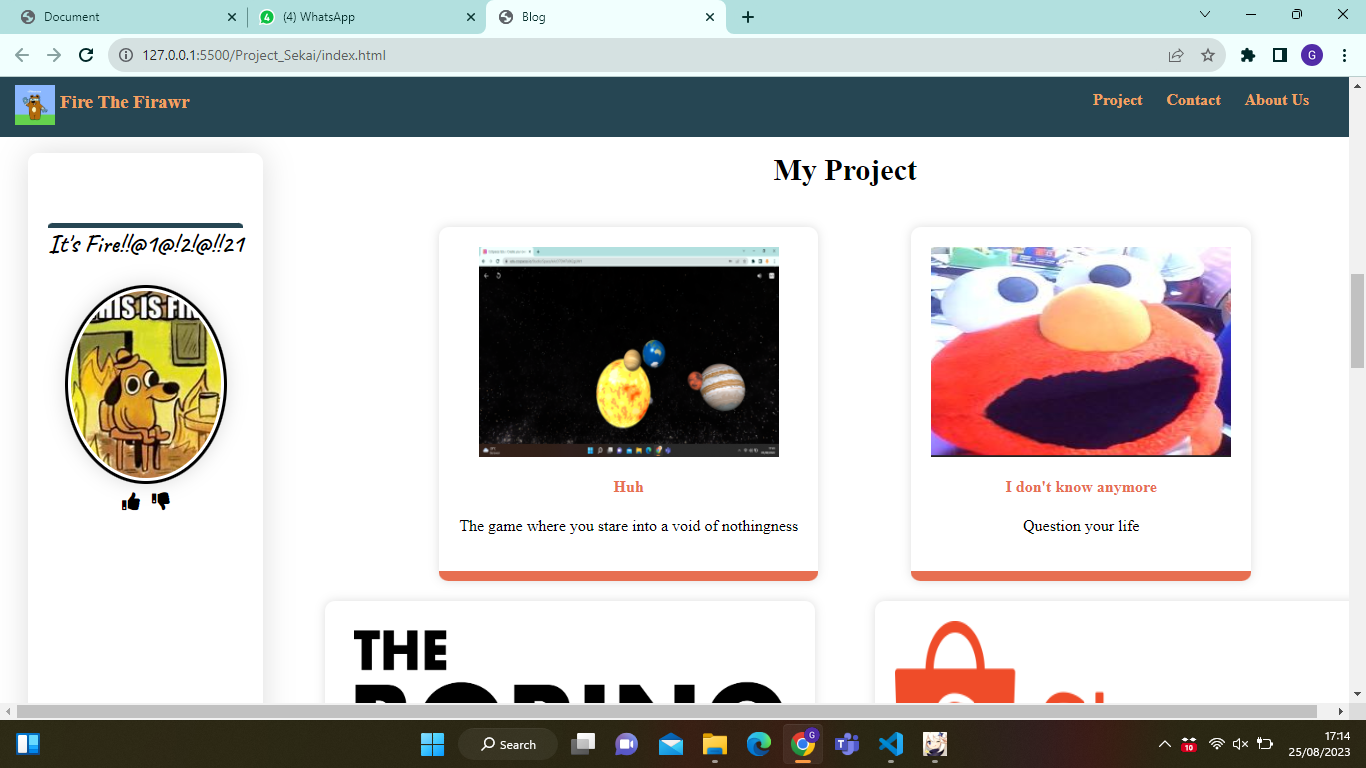 Document
(4) WhatsApp
Blog
127.0.0.1:5500/Project_Sekai/index.html
G
Fire The Firawr
Project
Contact
About Us
My Project
It's Fire!!@1@!2!@!!21
THIS IS FI
Huh
I don't know anymore
The game where you stare into a void of nothingness
Question your life
THE
BORING
Search
G
10
17:14
25/08/2023